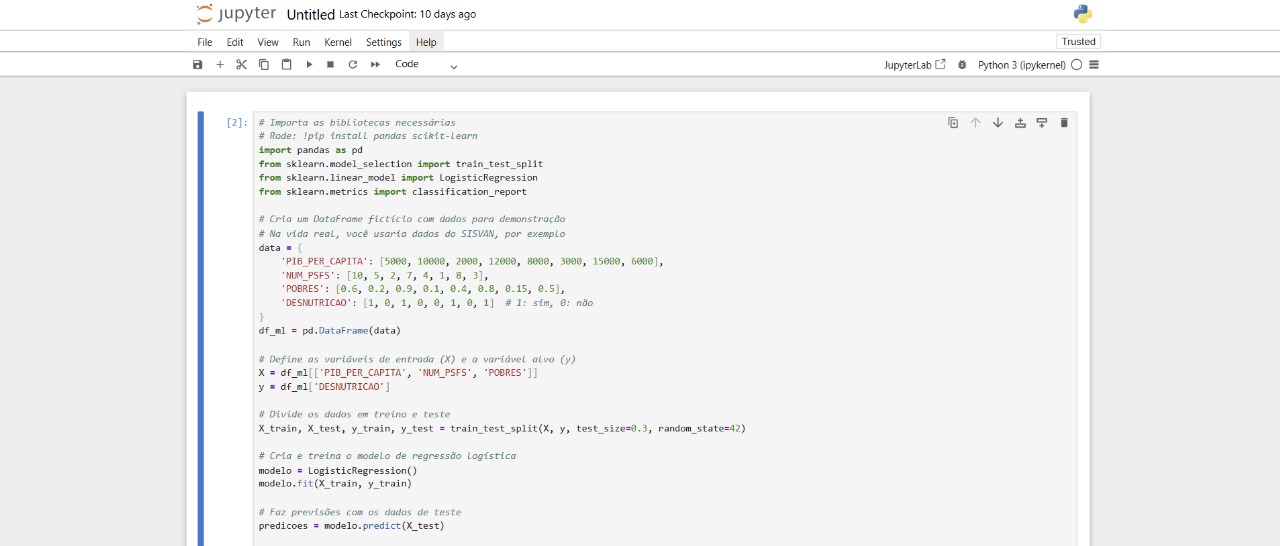 jupyter Untitled Last Checkpoint: 10 days ago
File Edit View Run Kernel Settings Help Trusted
Code JupyterLab Python 3 (ipykernel)
[2]:
# Importa as bibliotecas necessárias
# Rode: !pip install pandas scikit-learn
import pandas as pd
from sklearn.model_selection import train_test_split
from sklearn.linear_model import LogisticRegression
from sklearn.metrics import classification_report
# Cria um DataFrame fictício com dados para demonstração
# Na vida real, você usaria dados do SISVAN, por exemplo
data = {
'PIB_PER_CAPITA': [5000, 10000, 2000, 12000, 8000, 3000, 15000, 6000],
'NUM_PSFS': [10, 5, 2, 7, 4, 1, 8, 3],
'POBRES': [0.6, 0.2, 0.9, 0.1, 0.4, 0.8, 0.15, 0.5],
'DESNUTRICAO': [1, 0, 1, 0, 0, 1, 0, 1] # 1: sim, 0: não
}
df_ml = pd.DataFrame(data)
# Define as variáveis de entrada (X) e a variável alvo (y)
X = df_ml[['PIB_PER_CAPITA', 'NUM_PSFS', 'POBRES']]
y = df_ml['DESNUTRICAO']
# Divide os dados em treino e teste
X_train, X_test, y_train, y_test = train_test_split(X, y, test_size=0.3, random_state=42)
# Cria e treina o modelo de regressão logística
modelo = LogisticRegression()
modelo.fit(X_train, y_train)
# Faz previsões com os dados de teste
predicoes = modelo.predict(X_test)